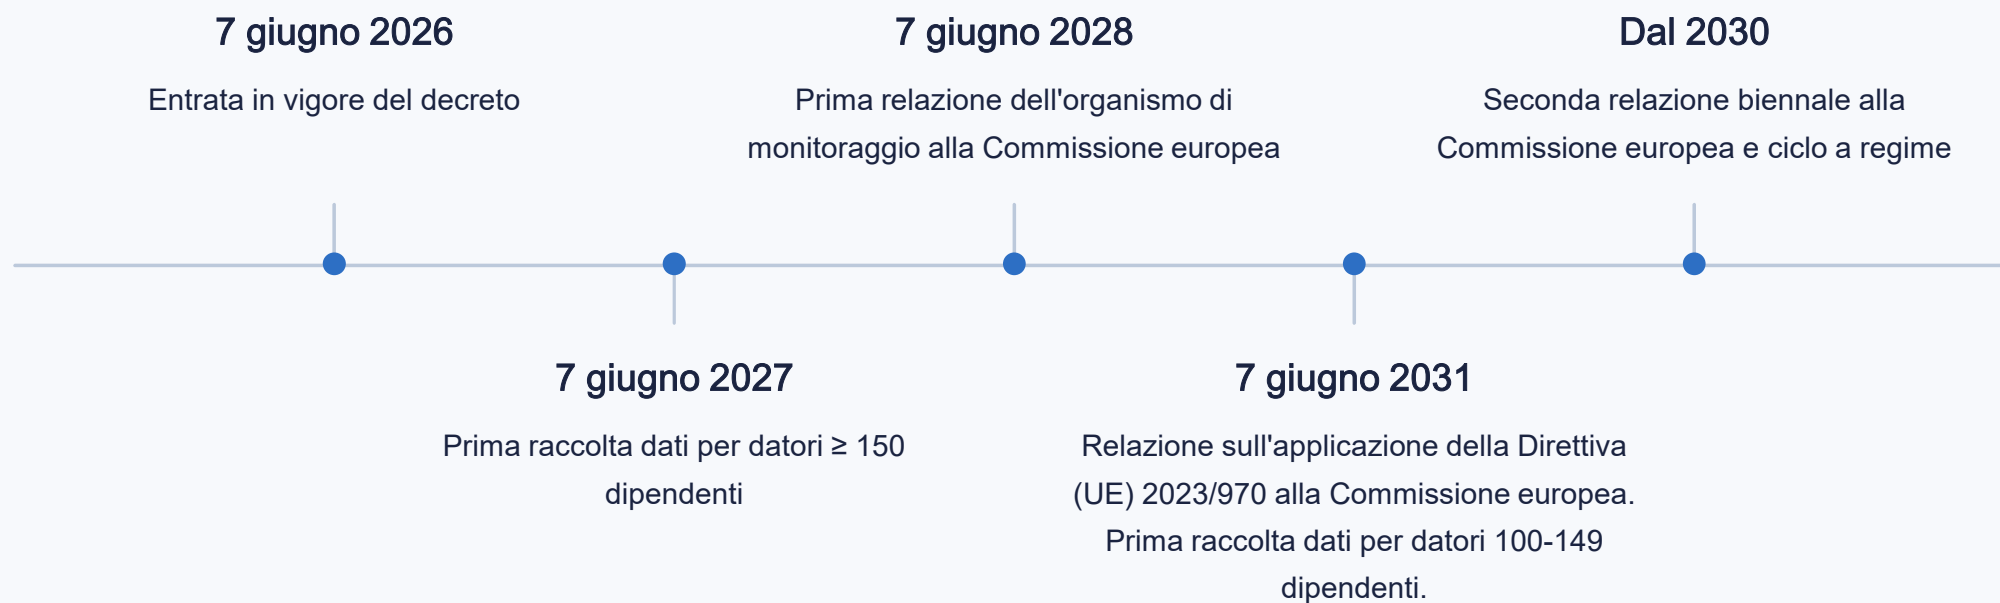 7 giugno 2026
Entrata in vigore del decreto
7 giugno 2028
Prima relazione dell'organismo di
monitoraggio alla Commissione europea
Dal 2030
Seconda relazione biennale alla
Commissione europea e ciclo a regime
7 giugno 2027
Prima raccolta dati per datori ≥ 150
dipendenti
7 giugno 2031
Relazione sull'applicazione della Direttiva
(UE) 2023/970 alla Commissione europea.
Prima raccolta dati per datori 100-149
dipendenti.